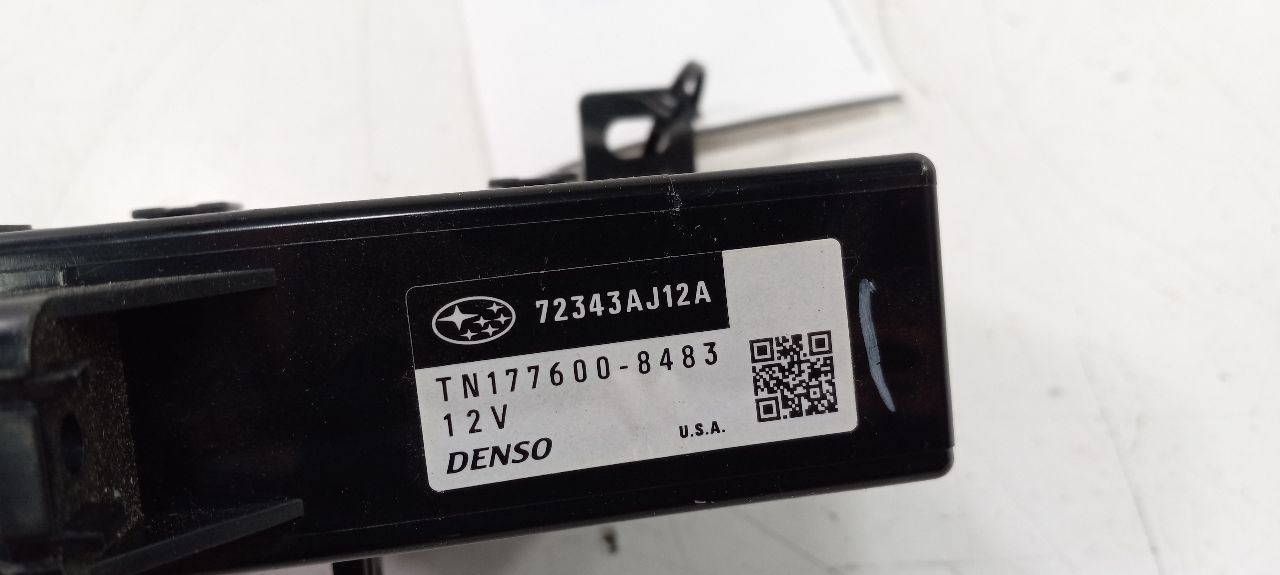 72343AJ12A
TN177600-8483
12V
DENSO
U.S.A.